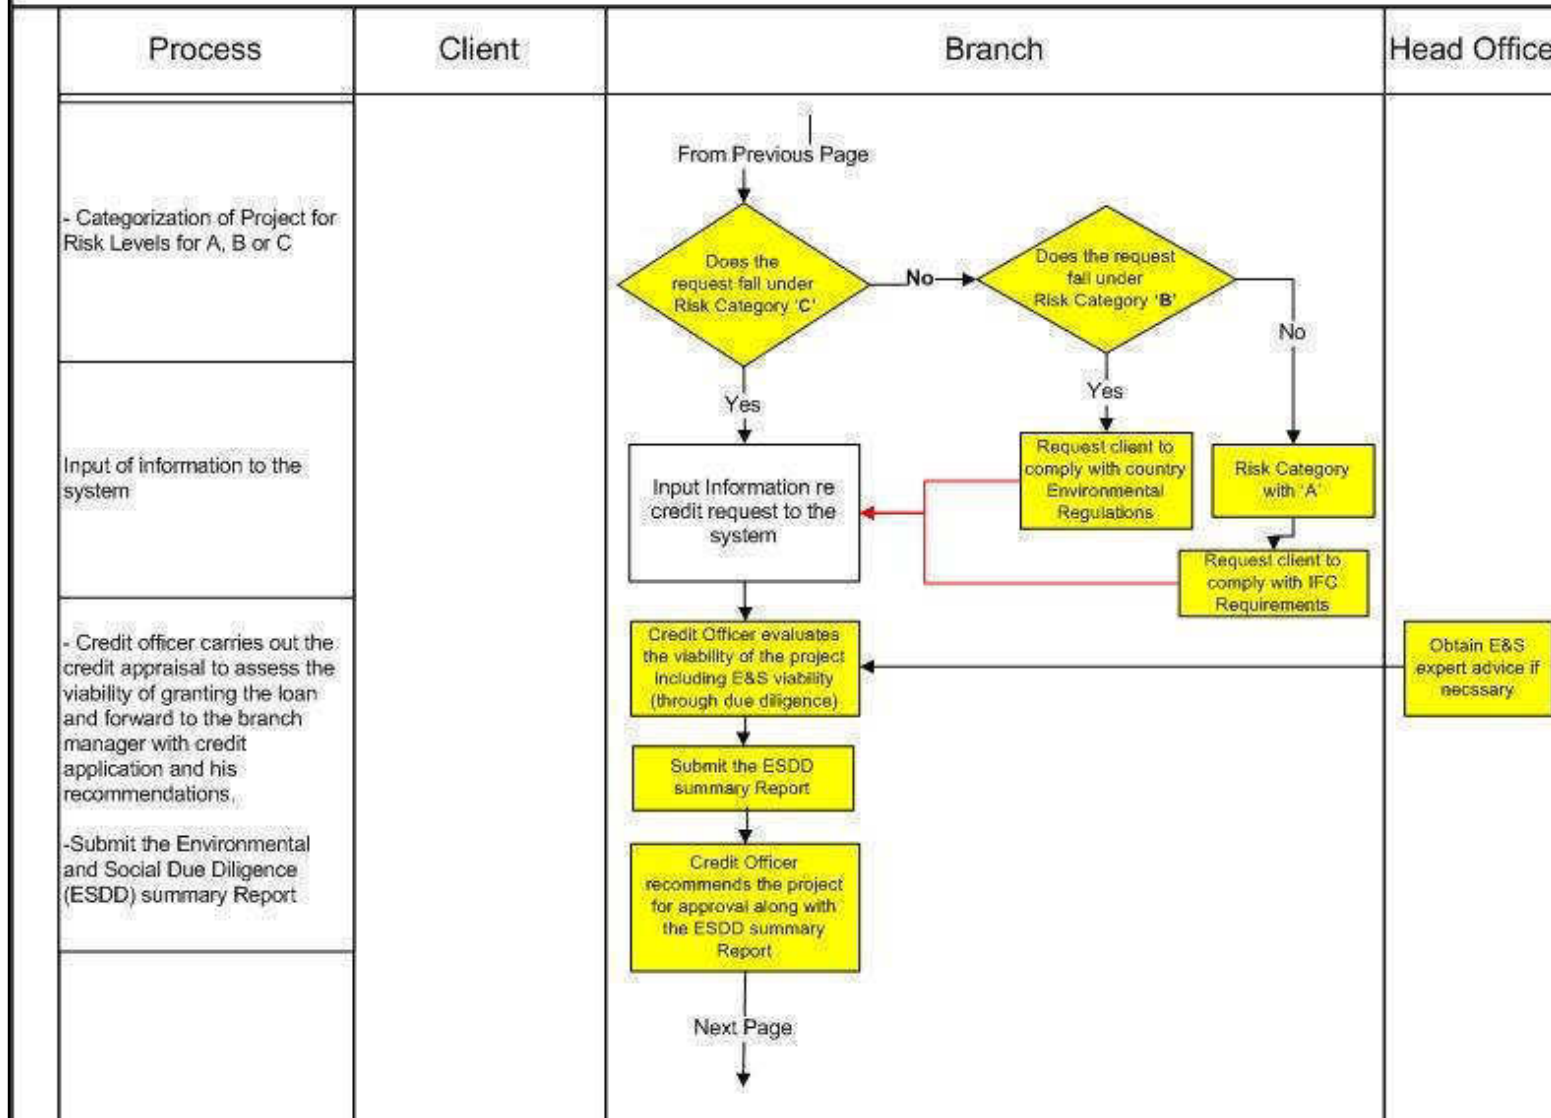 Process
Client
Branch
Head Office
From Previous Page
- Categorization of Project for
Risk Levels for A, B or C
Does the
request fall under
Risk Category 'C'
No
Does the request
fall under
Risk Category 'B'
No
Yes
Yes
Input of information to the
system
Input Information re
credit request to the
system
Request client to
comply with country
Environmental
Regulations
Risk Category
with 'A'
Request client to
comply with IFC
Requirements
- Credit officer carries out the
credit appraisal to assess the
viability of granting the loan
and forward to the branch
manager with credit
application and his
recommendations.
-Submit the Environmental
and Social Due Diligence
(ESDD) summary Report
Credit Officer evaluates
the viability of the project
including E&S viability
(through due diligence)
Obtain E&S
expert advice if
necssary
Submit the ESDD
summary Report
Credit Officer
recommends the project
for approval along with
the ESDD summary
Report
Next Page